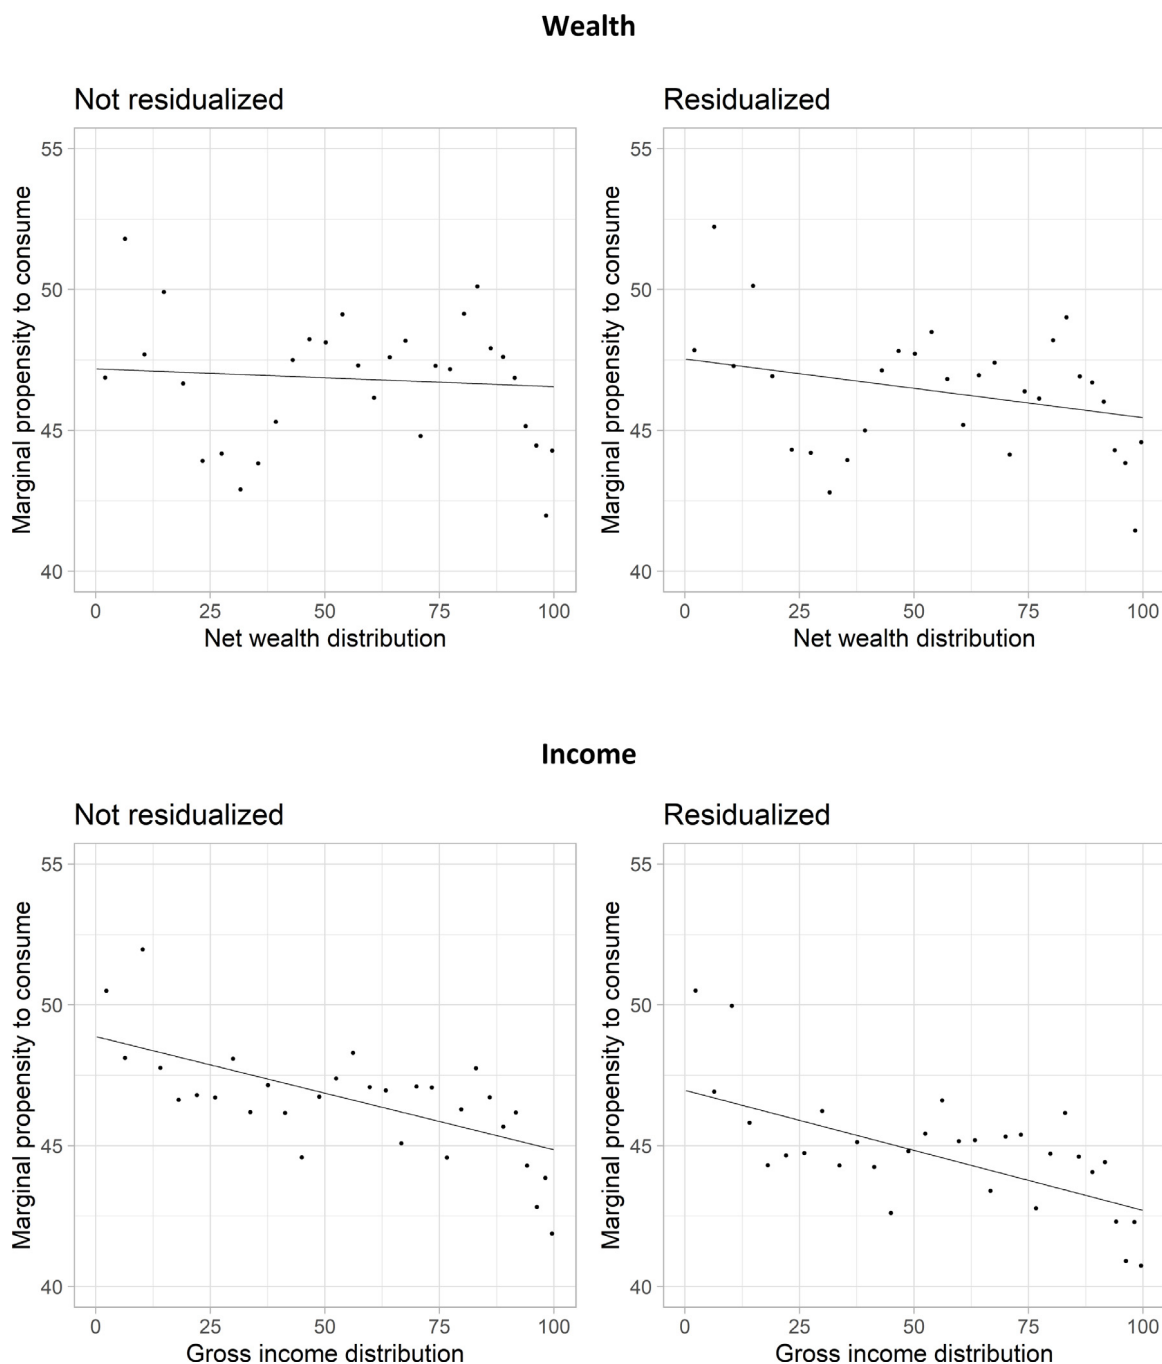 Wealth
Not residualized
Marginal propensity to consume
55
50
45
40
0 25 50 75 100
Net wealth distribution
Residualized
Marginal propensity to consume
55
50
45
40
0 25 50 75 100
Net wealth distribution
Income
Not residualized
Marginal propensity to consume
55
50
45
40
0 25 50 75 100
Gross income distribution
Residualized
Marginal propensity to consume
55
50
45
40
0 25 50 75 100
Gross income distribution